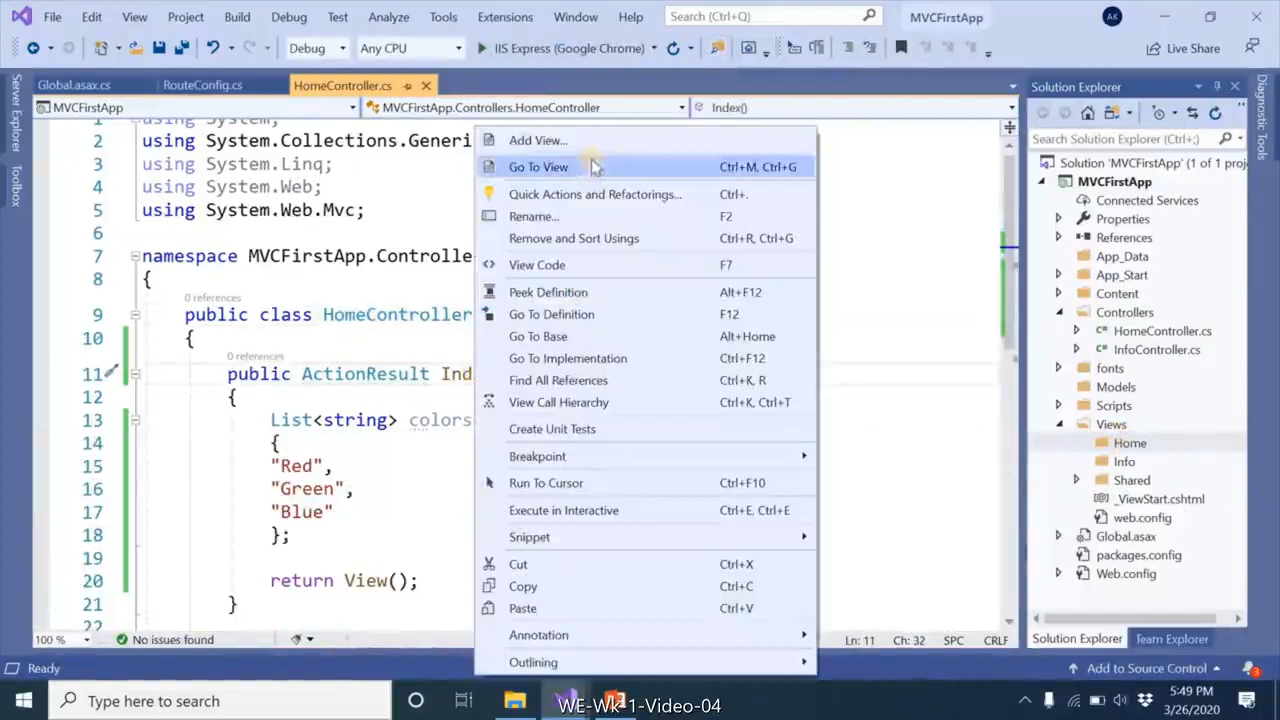 File Edit View Project Build Debug Test Analyze Tools Extensions Window Help Search (Ctrl+Q) MVCFirstApp AK
Debug Any CPU IIS Express (Google Chrome) Live Share
Server Explorer
Toolbox
Global.asax.cs RouteConfig.cs HomeController.cs
MVCFirstApp MVCFirstApp.Controllers.HomeController Index()
1 using System;
2 using System.Collections.Generi
3 using System.Linq;
4 using System.Web;
5 using System.Web.Mvc;
6
7 namespace MVCFirstApp.Controlle
8 {
0 references
9 public class HomeController
10 {
0 references
11 public ActionResult Ind
12 {
13 List<string> colors
14 {
15 "Red",
16 "Green",
17 "Blue"
18 };
19
20 return View();
21 }
22
100 % No issues found Ln: 11 Ch: 32 SPC CRLF
Add View...
Go To View Ctrl+M, Ctrl+G
Quick Actions and Refactorings... Ctrl+.
Rename... F2
Remove and Sort Usings Ctrl+R, Ctrl+G
View Code F7
Peek Definition Alt+F12
Go To Definition F12
Go To Base Alt+Home
Go To Implementation Ctrl+F12
Find All References Ctrl+K, R
View Call Hierarchy Ctrl+K, Ctrl+T
Create Unit Tests
Breakpoint
Run To Cursor Ctrl+F10
Execute in Interactive Ctrl+E, Ctrl+E
Snippet
Cut Ctrl+X
Copy Ctrl+C
Paste Ctrl+V
Annotation
Outlining
Solution Explorer
Search Solution Explorer (Ctrl+;)
Solution 'MVCFirstApp' (1 of 1 proje
MVCFirstApp
Connected Services
Properties
References
App_Data
App_Start
Content
Controllers
HomeController.cs
InfoController.cs
fonts
Models
Scripts
Views
Home
Info
Shared
_ViewStart.cshtml
web.config
Global.asax
packages.config
Web.config
Solution Explorer Team Explorer
Diagnostic Tools
Ready Add to Source Control 3
Type here to search
WE-Wk-1-Video-04
5:49 PM
3/26/2020